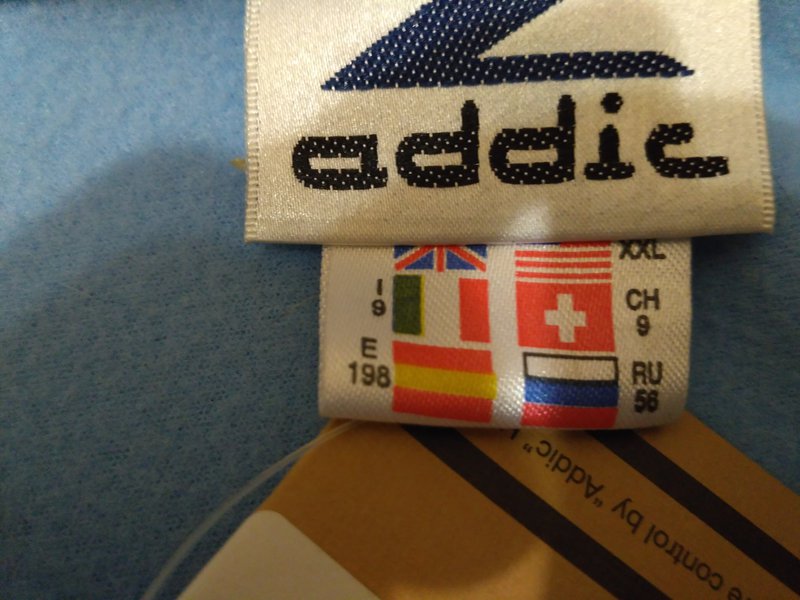 addic
XXL
I
9
CH
9
E
198
RU
56
control by "Addic"